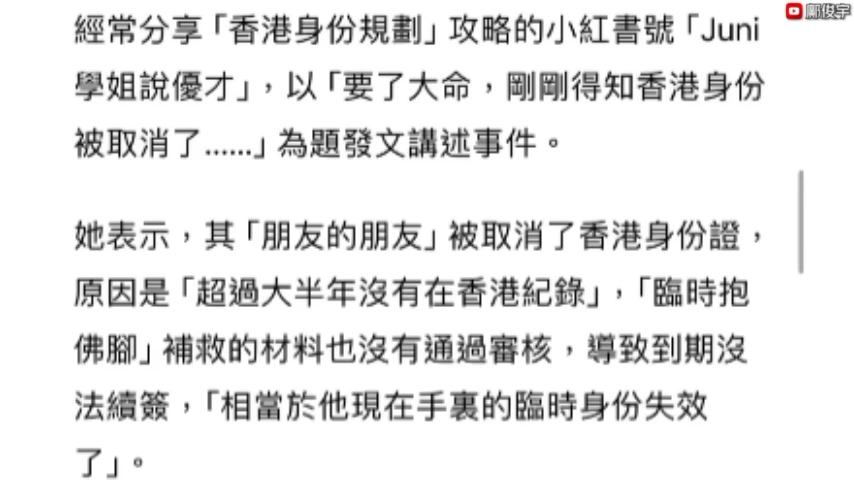 鄺俊宇
經常分享「香港身份規劃」攻略的小紅書號「Juni
學姐說優才」，以「要了大命，剛剛得知香港身份
被取消了......」為題發文講述事件。
她表示，其「朋友的朋友」被取消了香港身份證，
原因是「超過大半年沒有在香港紀錄」，「臨時抱
佛腳」補救的材料也沒有通過審核，導致到期沒
法續簽，「相當於他現在手裏的臨時身份失效
了」。